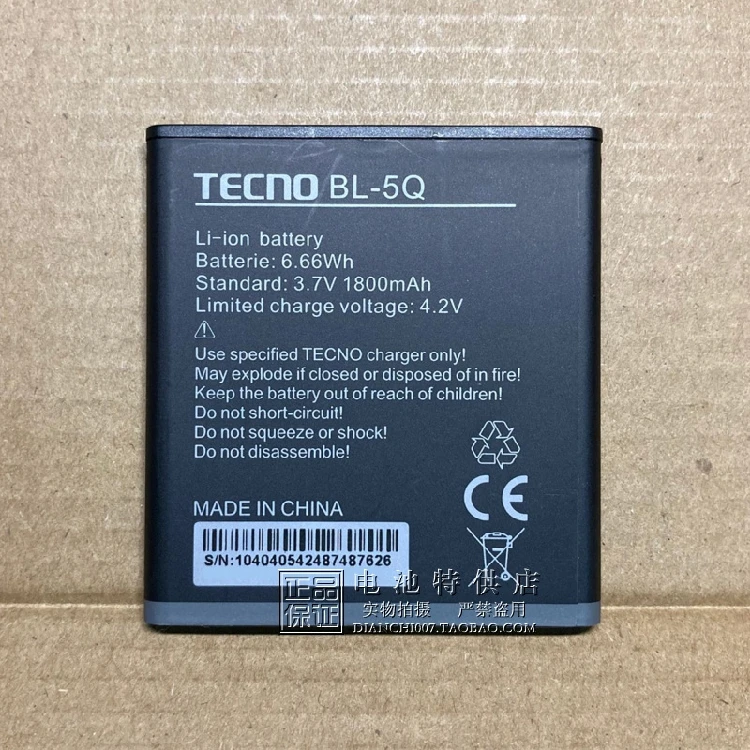 TECNO BL-5Q
Li-ion battery
Batterie: 6.66Wh
Standard: 3.7V 1800mAh
Limited charge voltage: 4.2V
Use specified TECNO charger only!
May explode if closed or disposed of in fire!
Keep the battery out of reach of children!
Do not short-circuit!
Do not squeeze or shock!
Do not disassemble!
CE
MADE IN CHINA
S/N:104040542487487626
正品保证
电池特供店
实物拍摄 严禁盗用
DIANCHI007.TAOBAO.COM